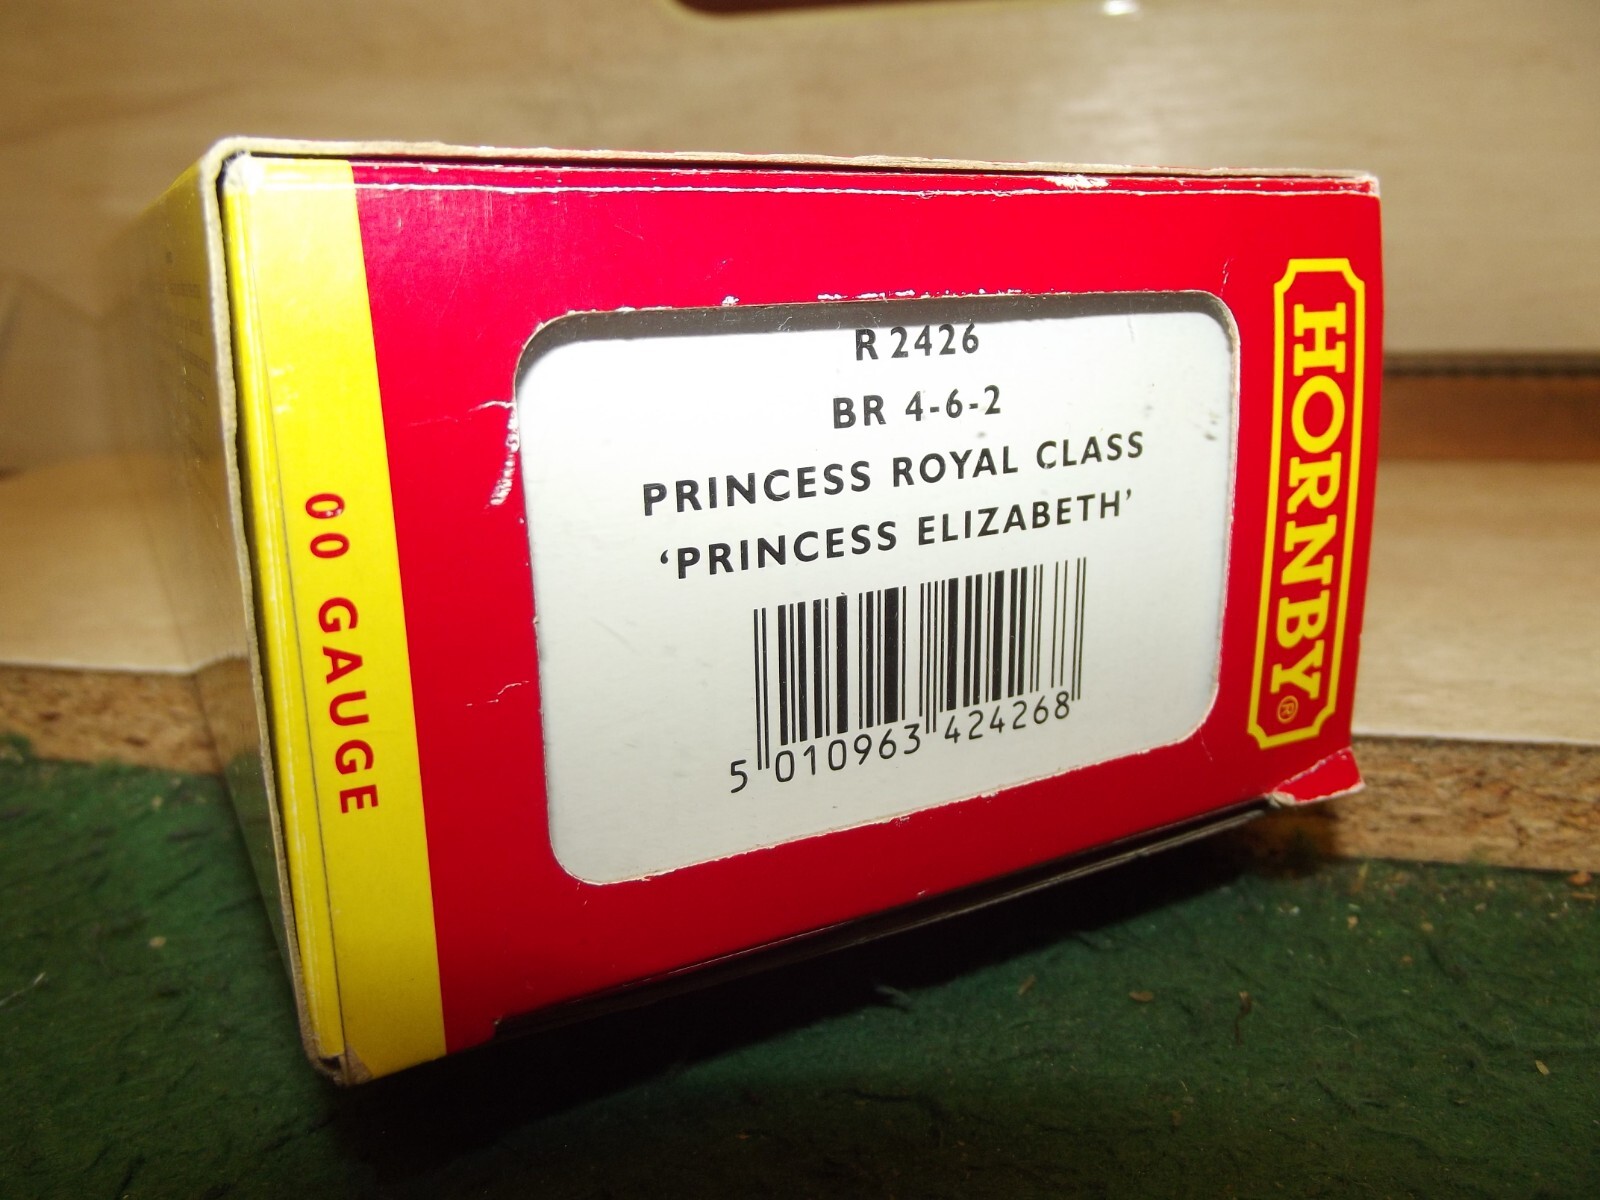 00 GAUGE
R 2426
BR 4-6-2
PRINCESS ROYAL CLASS
‘PRINCESS ELIZABETH’
5 010963 424268
HORNBY®